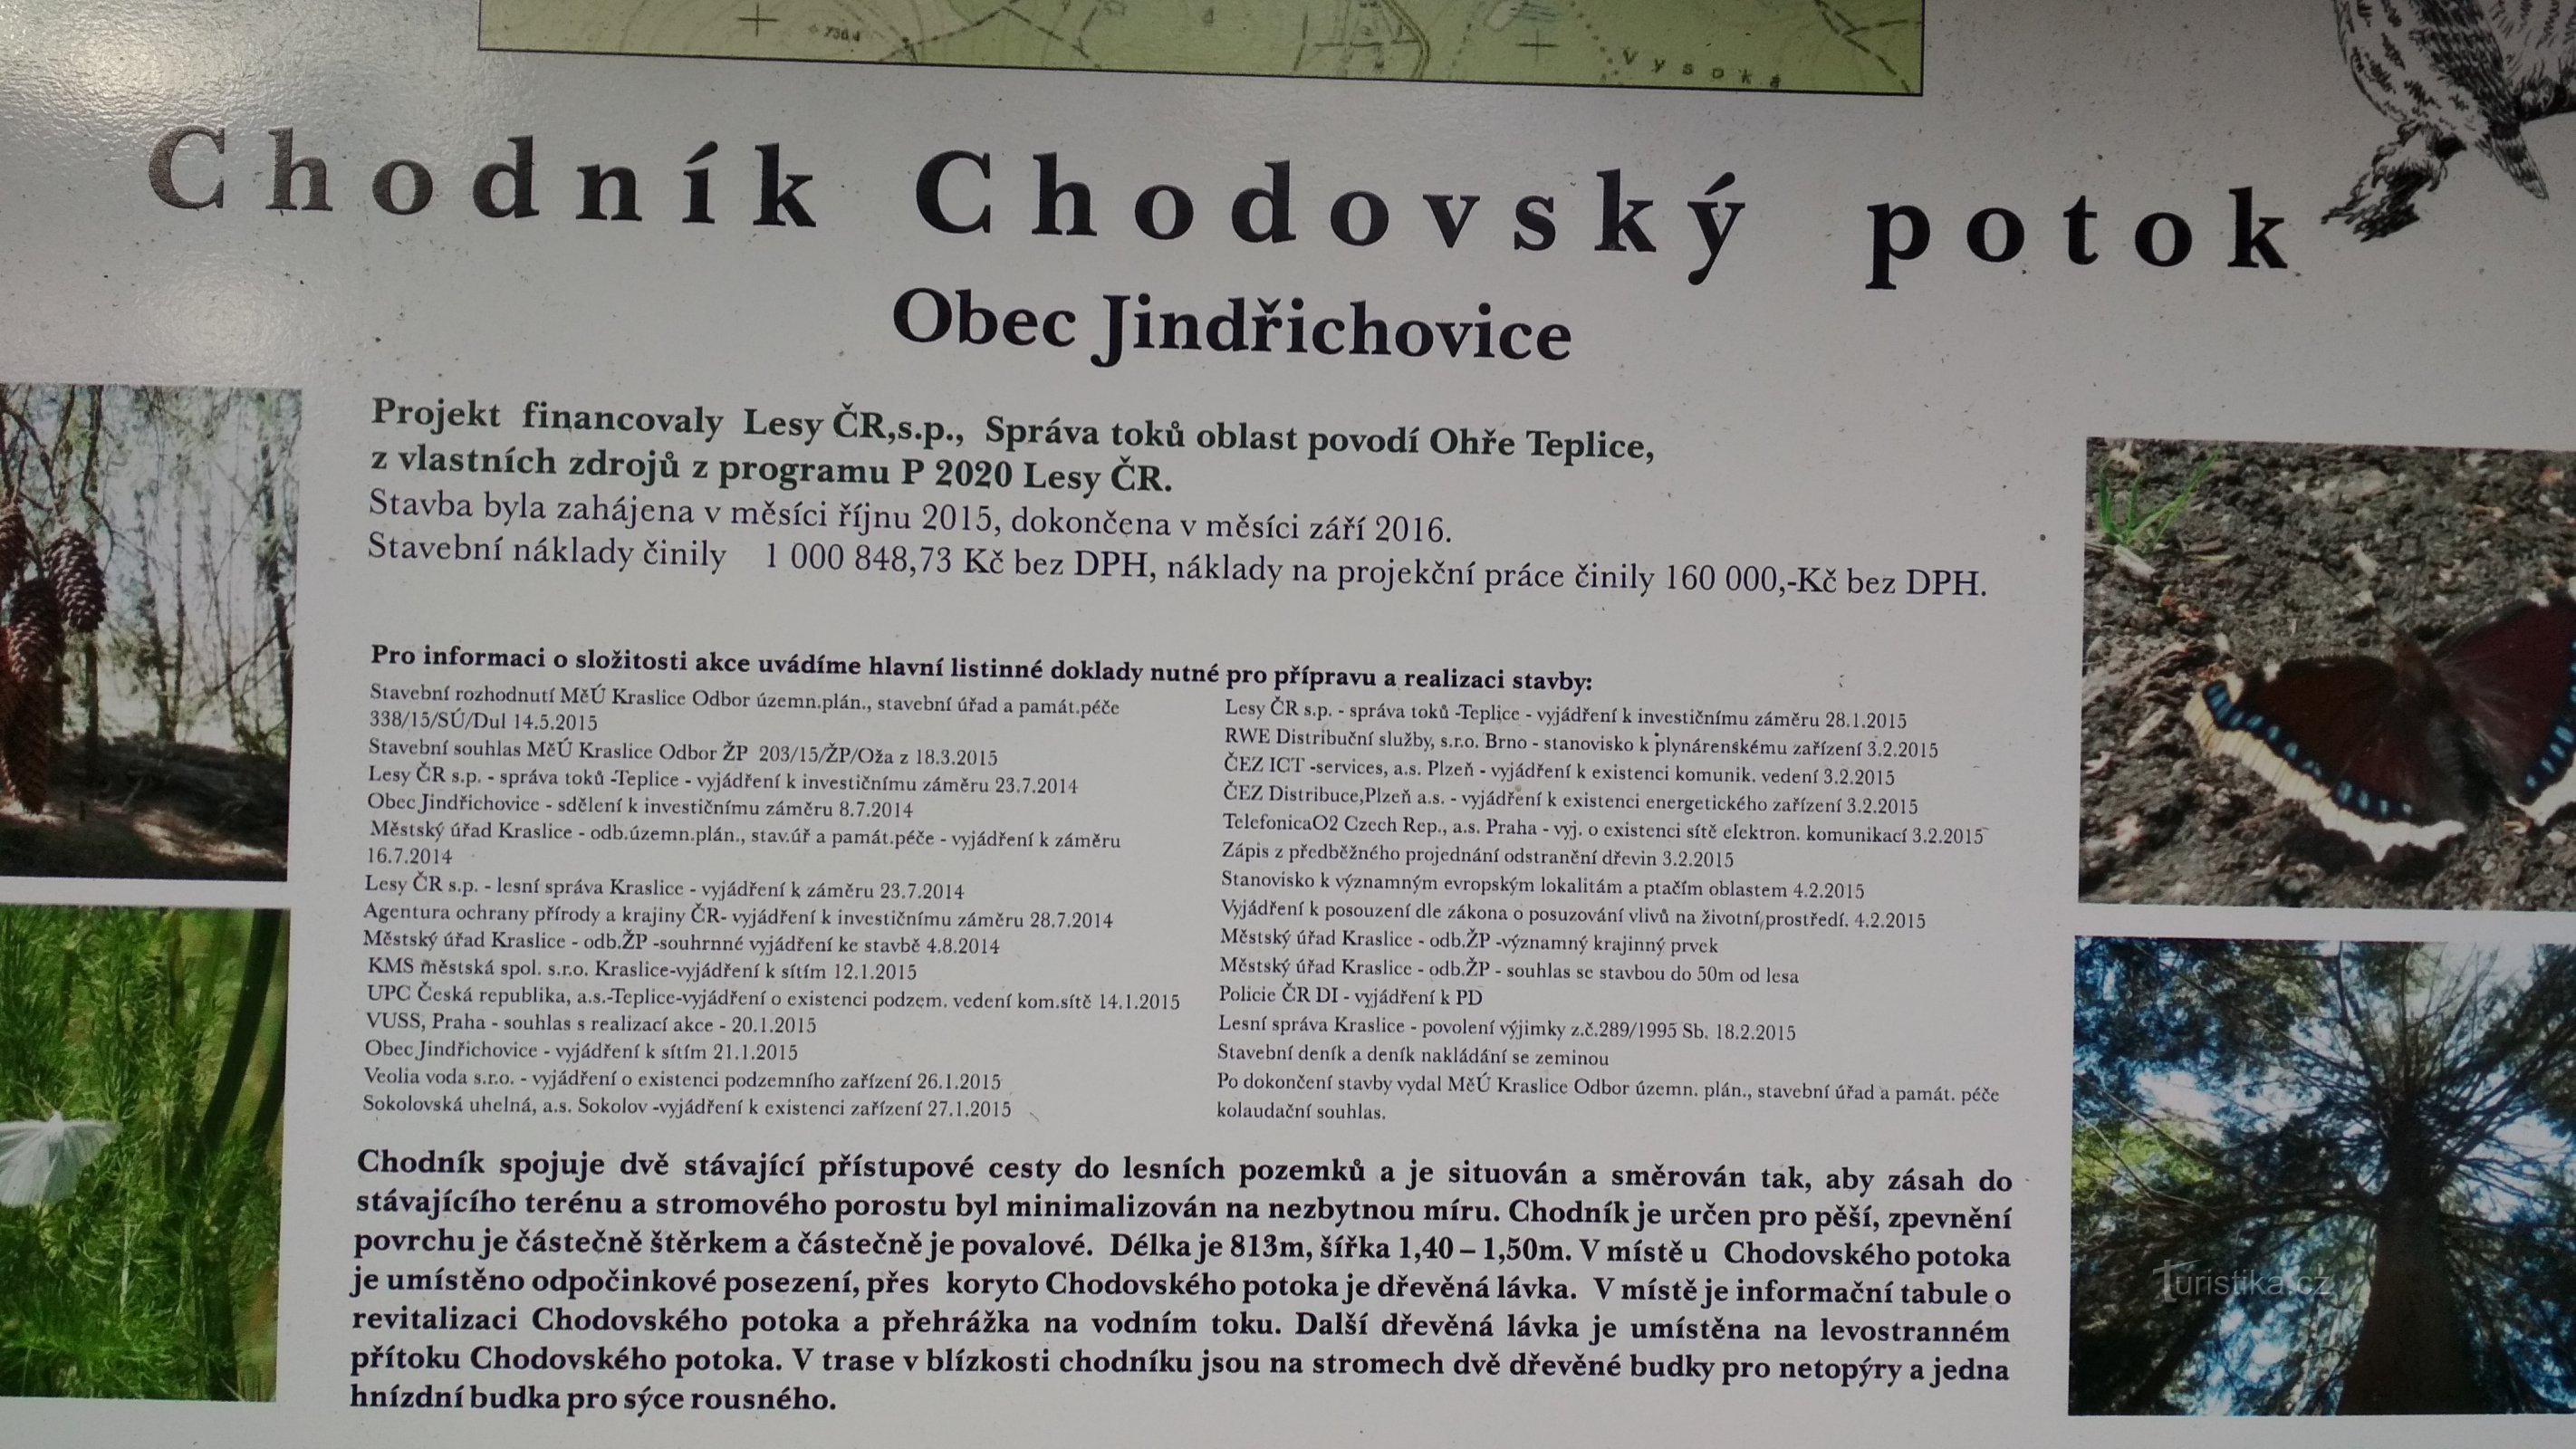 736,4
Vysoká
Chodník Chodovský potok
Obec Jindřichovice
Projekt financovaly Lesy ČR,s.p., Správa toků oblast povodí Ohře Teplice,
z vlastních zdrojů z programu P 2020 Lesy ČR.
Stavba byla zahájena v měsíci říjnu 2015, dokončena v měsíci září 2016.
Stavební náklady činily 1 000 848,73 Kč bez DPH, náklady na projekční práce činily 160 000,-Kč bez DPH.
Pro informaci o složitosti akce uvádíme hlavní listinné doklady nutné pro přípravu a realizaci stavby:
Stavební rozhodnutí MěÚ Kraslice Odbor územn.plán., stavební úřad a památ.péče
338/15/SÚ/Dul 14.5.2015
Stavební souhlas MěÚ Kraslice Odbor ŽP 203/15/ŽP/Oža z 18.3.2015
Lesy ČR s.p. - správa toků -Teplice - vyjádření k investičnímu záměru 23.7.2014
Obec Jindřichovice - sdělení k investičnímu záměru 8.7.2014
Městský úřad Kraslice - odb.územn.plán., stav.úř a památ.péče - vyjádření k záměru
16.7.2014
Lesy ČR s.p. - lesní správa Kraslice - vyjádření k záměru 23.7.2014
Agentura ochrany přírody a krajiny ČR- vyjádření k investičnímu záměru 28.7.2014
Městský úřad Kraslice - odb.ŽP -souhrnné vyjádření ke stavbě 4.8.2014
KMS městská spol. s.r.o. Kraslice-vyjádření k sítím 12.1.2015
UPC Česká republika, a.s.-Teplice-vyjádření o existenci podzem. vedení kom.sítě 14.1.2015
VUSS, Praha - souhlas s realizací akce - 20.1.2015
Obec Jindřichovice - vyjádření k sítím 21.1.2015
Veolia voda s.r.o. - vyjádření o existenci podzemního zařízení 26.1.2015
Sokolovská uhelná, a.s. Sokolov -vyjádření k existenci zařízení 27.1.2015
Lesy ČR s.p. - správa toků -Teplice - vyjádření k investičnímu záměru 28.1.2015
RWE Distribuční služby, s.r.o. Brno - stanovisko k plynárenskému zařízení 3.2.2015
ČEZ ICT -services, a.s. Plzeň - vyjádření k existenci komunik. vedení 3.2.2015
ČEZ Distribuce,Plzeň a.s. - vyjádření k existenci energetického zařízení 3.2.2015
TelefonicaO2 Czech Rep., a.s. Praha - vyj. o existenci sítě elektron. komunikací 3.2.2015
Zápis z předběžného projednání odstranění dřevin 3.2.2015
Stanovisko k významným evropským lokalitám a ptačím oblastem 4.2.2015
Vyjádření k posouzení dle zákona o posuzování vlivů na životní prostředí. 4.2.2015
Městský úřad Kraslice - odb.ŽP -významný krajinný prvek
Městský úřad Kraslice - odb.ŽP - souhlas se stavbou do 50m od lesa
Policie ČR DI - vyjádření k PD
Lesní správa Kraslice - povolení výjimky z.č.289/1995 Sb. 18.2.2015
Stavební deník a deník nakládání se zeminou
Po dokončení stavby vydal MěÚ Kraslice Odbor územn. plán., stavební úřad a památ. péče
kolaudační souhlas.
Chodník spojuje dvě stávající přístupové cesty do lesních pozemků a je situován a směrován tak, aby zásah do
stávajícího terénu a stromového porostu byl minimalizován na nezbytnou míru. Chodník je určen pro pěší, zpevnění
povrchu je částečně štěrkem a částečně je povalové. Délka je 813m, šířka 1,40 – 1,50m. V místě u Chodovského potoka
je umístěno odpočinkové posezení, přes koryto Chodovského potoka je dřevěná lávka. V místě je informační tabule o
revitalizaci Chodovského potoka a přehrážka na vodním toku. Další dřevěná lávka je umístěna na levostranném
přítoku Chodovského potoka. V trase v blízkosti chodníku jsou na stromech dvě dřevěné budky pro netopýry a jedna
hnízdní budka pro sýce rousného.
Turistika.cz